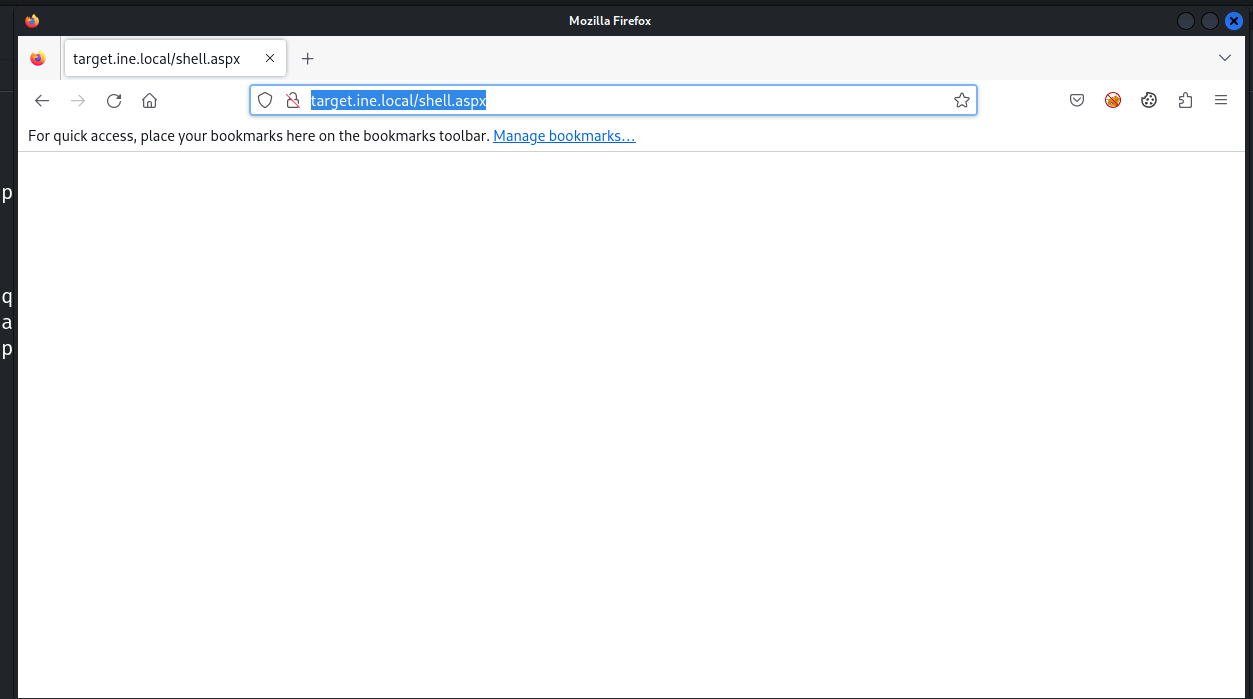 Mozilla Firefox
target.ine.local/shell.aspx
target.ine.local/shell.aspx
For quick access, place your bookmarks here on the bookmarks toolbar. Manage bookmarks…
p
q
a
p